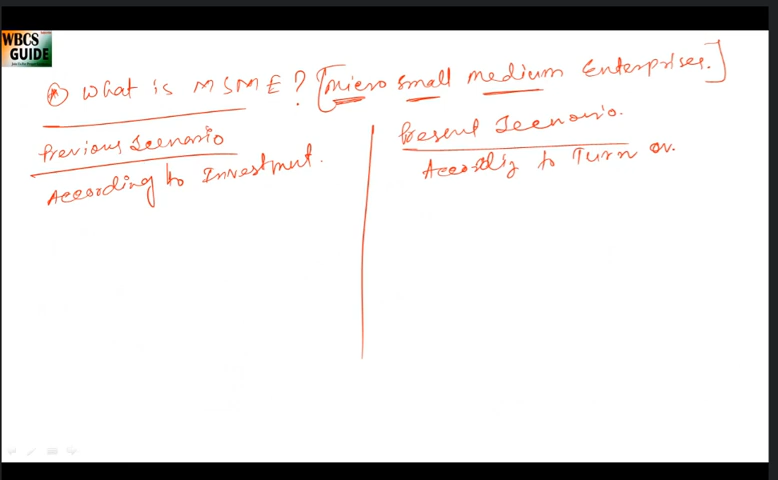 WBCS
GUIDE
What is MSME? [micro small medium Enterprises.]
Previous Scenario
According to Investment.
Present Scenario.
According to Turn ov.